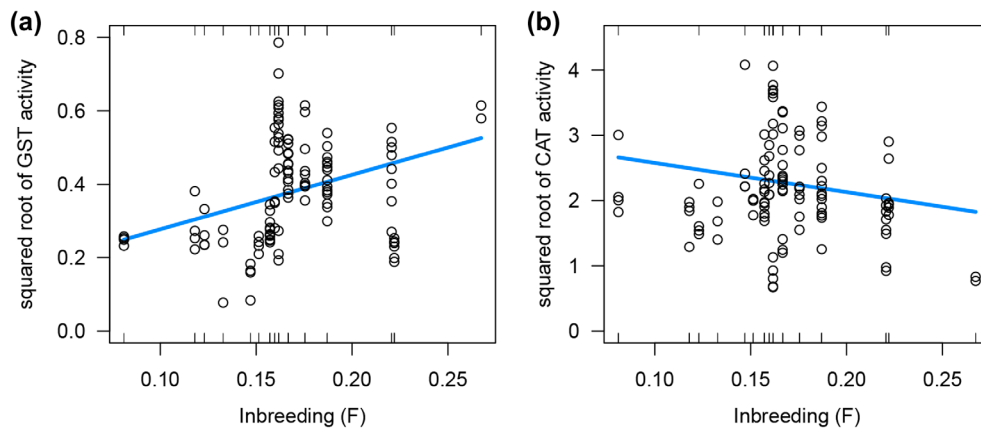 (a)
squared root of GST activity
0.8
0.6
0.4
0.2
0.0
0.10 0.15 0.20 0.25
Inbreeding (F)
(b)
squared root of CAT activity
4
3
2
1
0
0.10 0.15 0.20 0.25
Inbreeding (F)